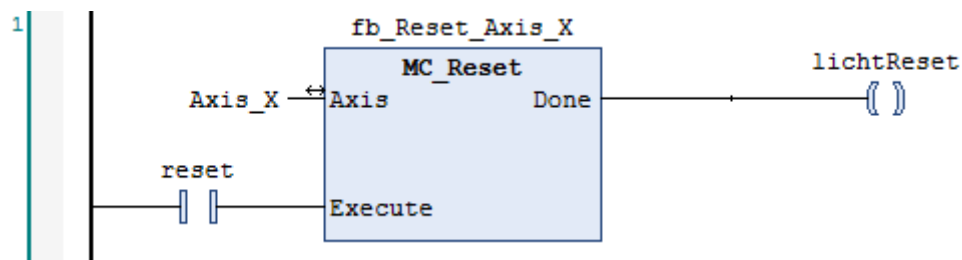 1
fb_Reset_Axis_X
MC_Reset
lichtReset
Axis_X Axis Done
reset
Execute